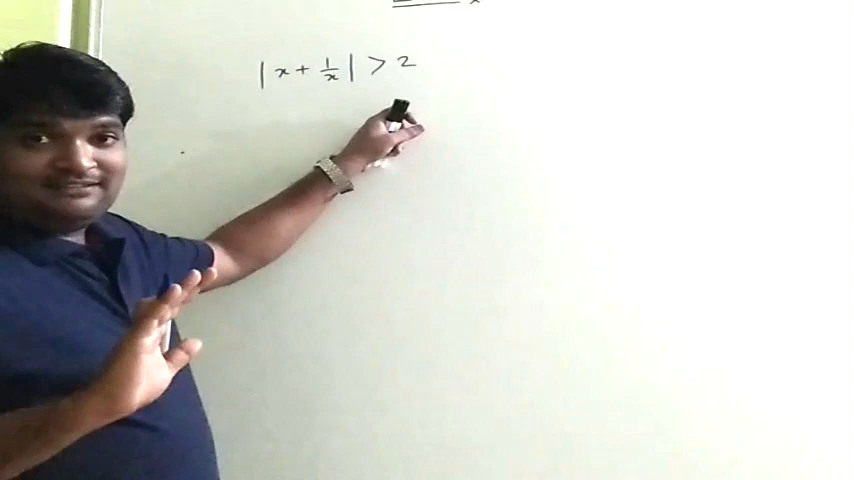 |x + 1/x| > 2